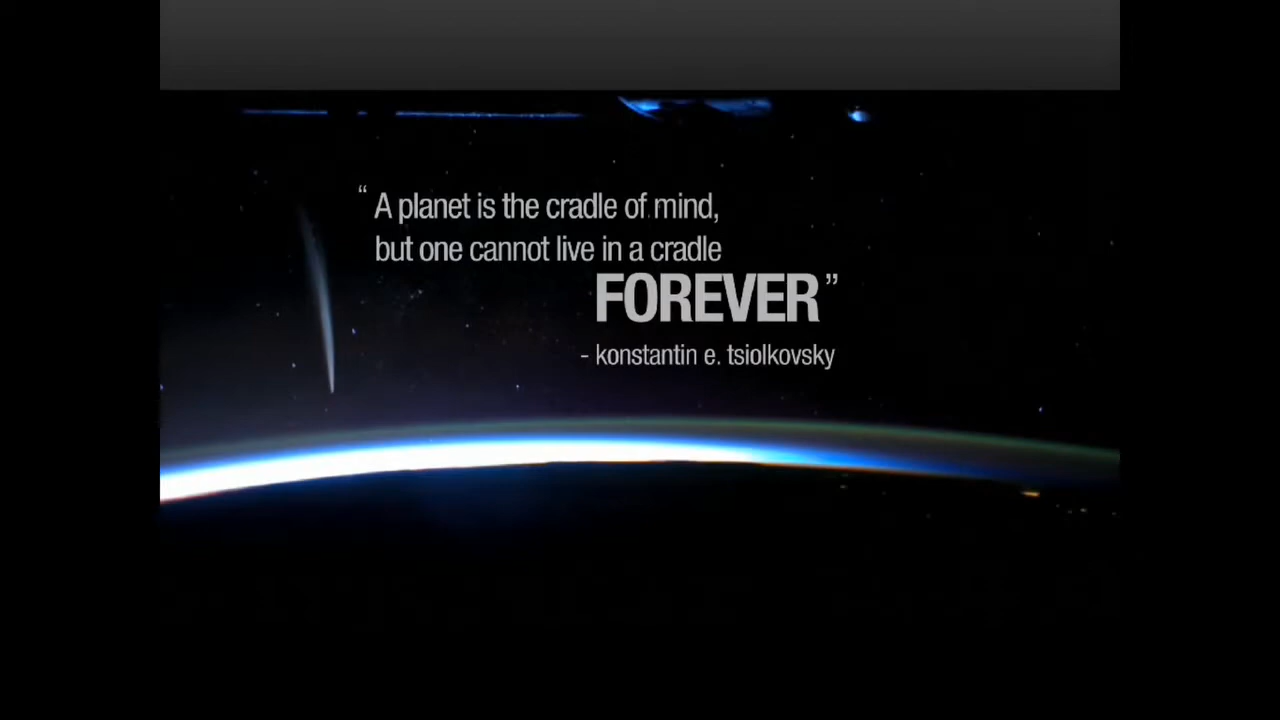 “ A planet is the cradle of mind,
but one cannot live in a cradle
FOREVER ”
- konstantin e. tsiolkovsky